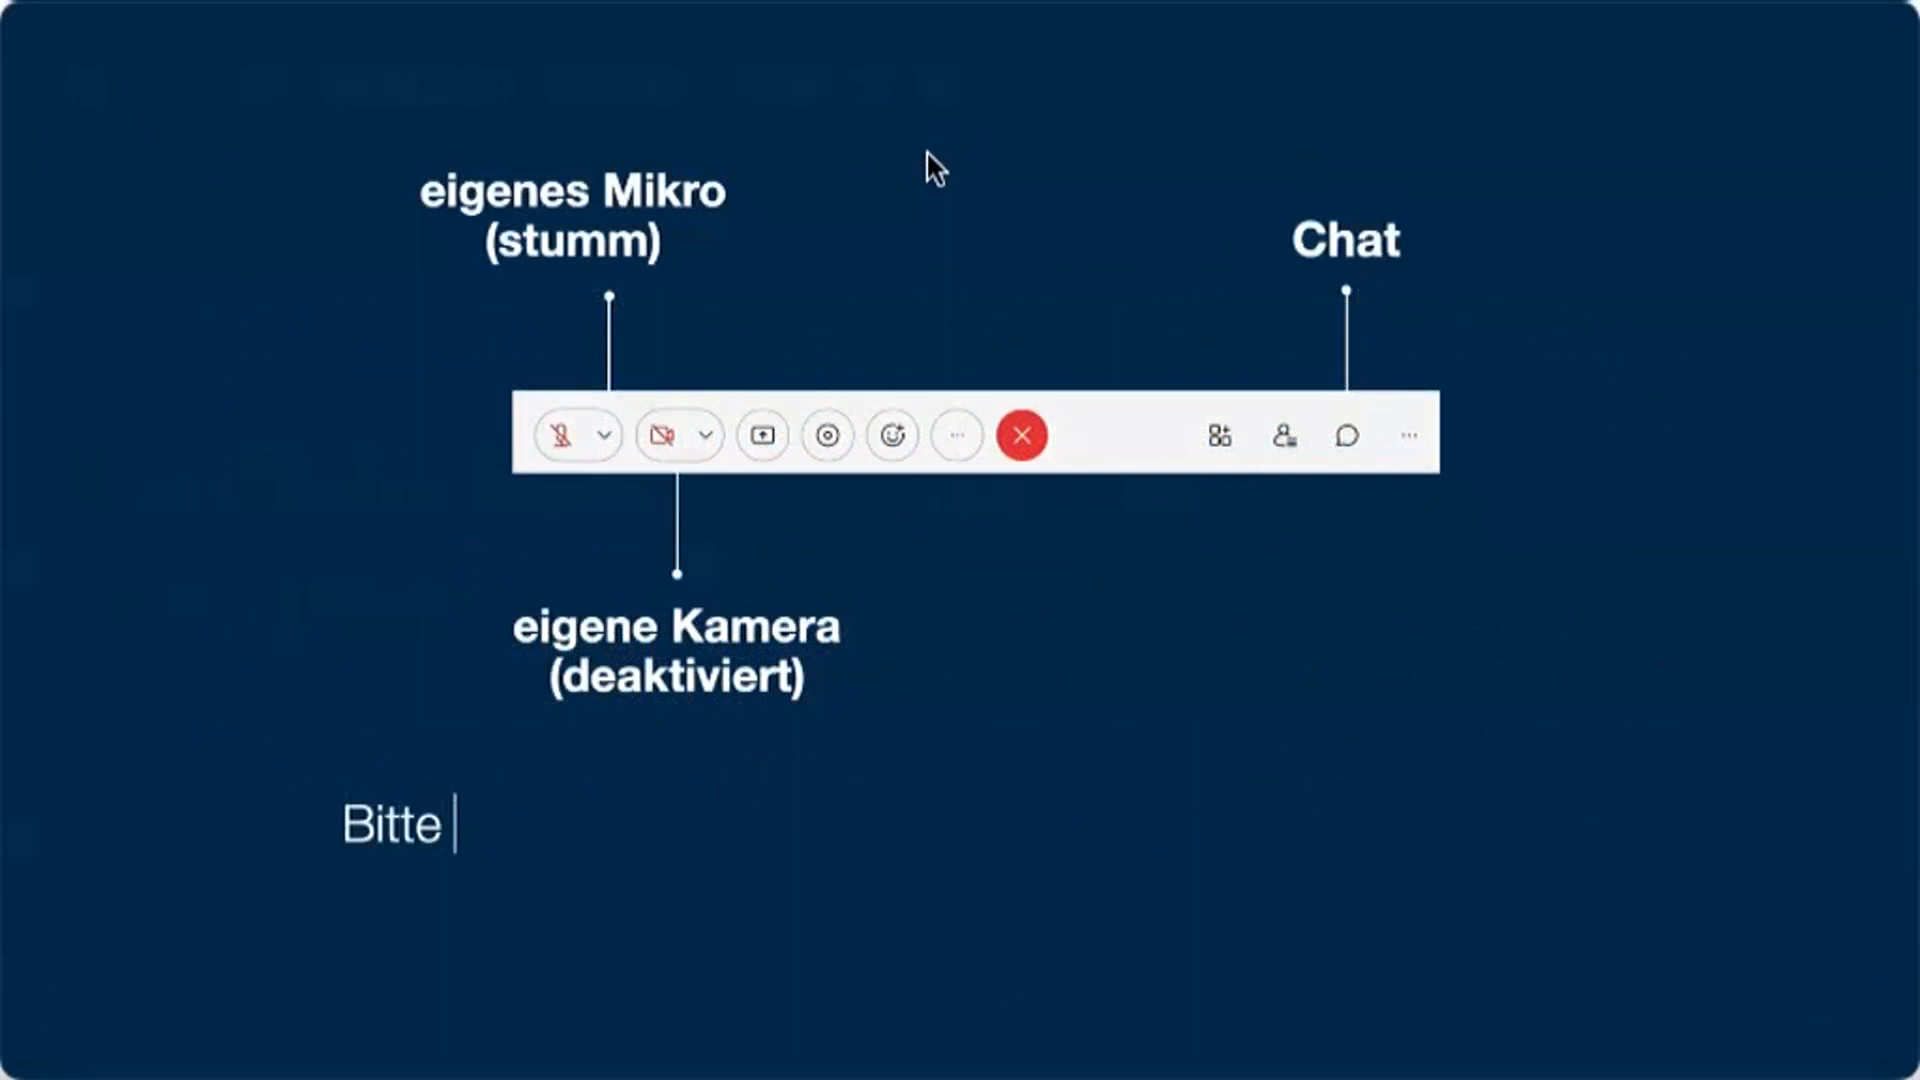 eigenes Mikro
(stumm)
Chat
eigene Kamera
(deaktiviert)
Bitte